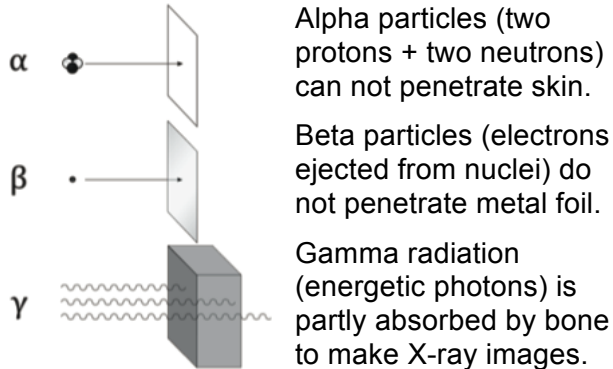 α
Alpha particles (two
protons + two neutrons)
can not penetrate skin.
β
Beta particles (electrons
ejected from nuclei) do
not penetrate metal foil.
γ
Gamma radiation
(energetic photons) is
partly absorbed by bone
to make X-ray images.